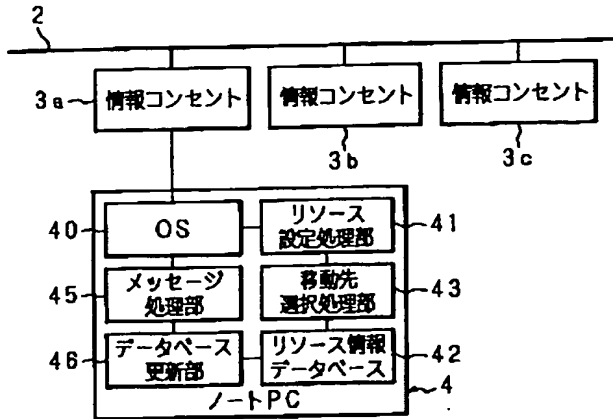 2
3a
情報コンセント
情報コンセント
情報コンセント
3b
3c
40
OS
リソース
設定処理部
41
45
メッセージ
処理部
移動先
選択処理部
43
46
データベース
更新部
リソース情報
データベース
42
ノートPC
4